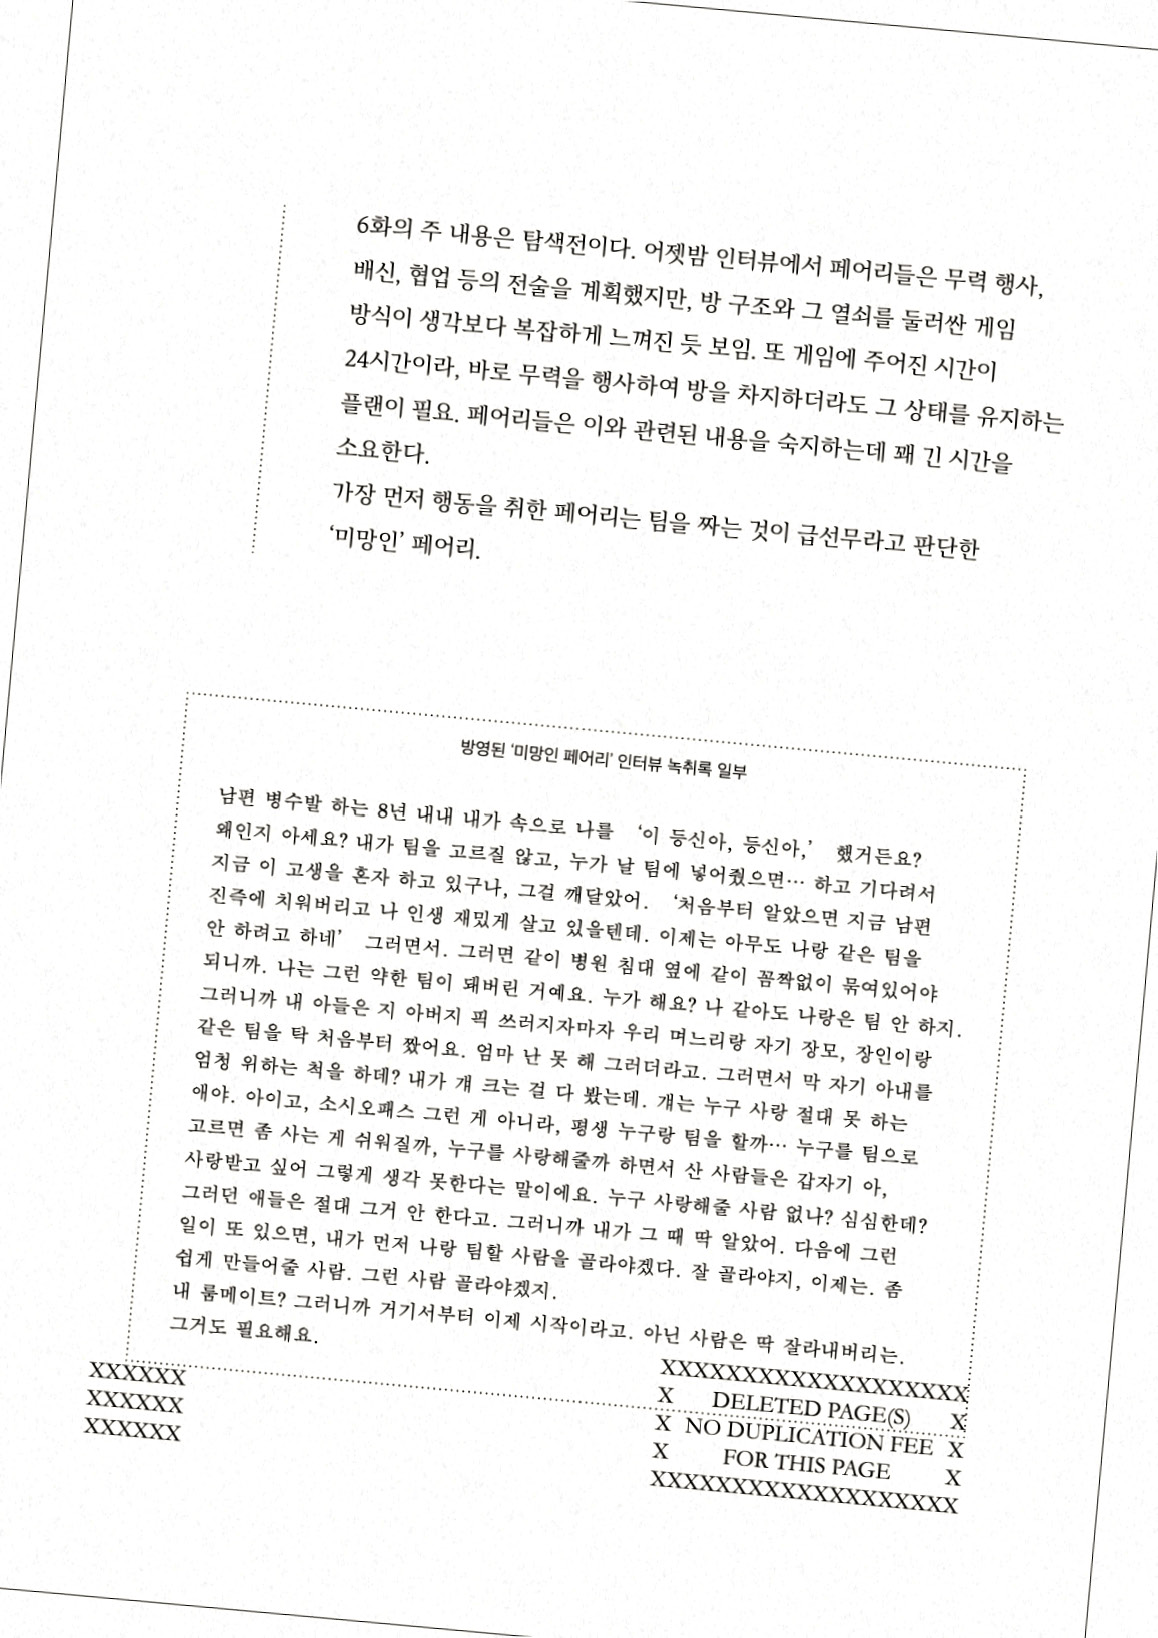 6화의 주 내용은 탐색전이다. 어젯밤 인터뷰에서 페어리들은 무력 행사,
배신, 협업 등의 전술을 계획했지만, 방 구조와 그 열쇠를 둘러싼 게임
방식이 생각보다 복잡하게 느껴진 듯 보임. 또 게임에 주어진 시간이
24시간이라, 바로 무력을 행사하여 방을 차지하더라도 그 상태를 유지하는
플랜이 필요. 페어리들은 이와 관련된 내용을 숙지하는데 꽤 긴 시간을
소요한다.
가장 먼저 행동을 취한 페어리는 팀을 짜는 것이 급선무라고 판단한
‘미망인’ 페어리.
방영된 ‘미망인 페어리’ 인터뷰 녹취록 일부
남편 병수발 하는 8년 내내 내가 속으로 나를 ‘이 등신아, 등신아,’ 했거든요?
왜인지 아세요? 내가 팀을 고르질 않고, 누가 날 팀에 넣어줬으면… 하고 기다려서
지금 이 고생을 혼자 하고 있구나, 그걸 깨달았어. ‘처음부터 알았으면 지금 남편
진즉에 치워버리고 나 인생 재밌게 살고 있을텐데. 이제는 아무도 나랑 같은 팀을
안 하려고 하네’ 그러면서. 그러면 같이 병원 침대 옆에 같이 꼼짝없이 묶여있어야
되니까. 나는 그런 약한 팀이 돼버린 거예요. 누가 해요? 나 같아도 나랑은 팀 안 하지.
그러니까 내 아들은 지 아버지 픽 쓰러지자마자 우리 며느리랑 자기 장모, 장인이랑
같은 팀을 탁 처음부터 짰어요. 엄마 난 못 해 그러더라고. 그러면서 막 자기 아내를
엄청 위하는 척을 하데? 내가 걔 크는 걸 다 봤는데. 걔는 누구 사랑 절대 못 하는
애야. 아이고, 소시오패스 그런 게 아니라, 평생 누구랑 팀을 할까… 누구를 팀으로
고르면 좀 사는 게 쉬워질까, 누구를 사랑해줄까 하면서 산 사람들은 갑자기 아,
사랑받고 싶어 그렇게 생각 못한다는 말이에요. 누구 사랑해줄 사람 없나? 심심한데?
그러던 애들은 절대 그거 안 한다고. 그러니까 내가 그 때 딱 알았어. 다음에 그런
일이 또 있으면, 내가 먼저 나랑 팀할 사람을 골라야겠다. 잘 골라야지, 이제는. 좀
쉽게 만들어줄 사람. 그런 사람 골라야겠지.
내 룸메이트? 그러니까 거기서부터 이제 시작이라고. 아닌 사람은 딱 잘라내버리는.
그거도 필요해요.
XXXXXX
XXXXXX
XXXXXX
XXXXXXXXXXXXXXXXXXX
X DELETED PAGE(S) X
X NO DUPLICATION FEE X
X FOR THIS PAGE X
XXXXXXXXXXXXXXXXXXX